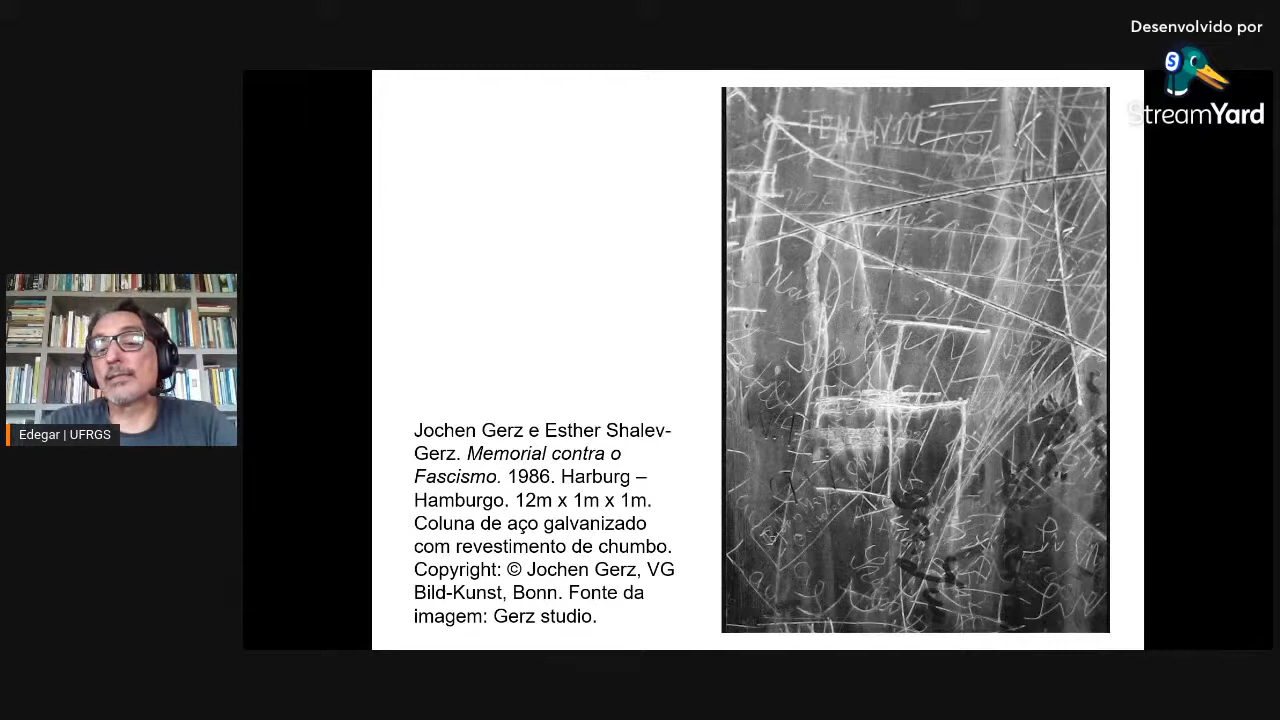 Desenvolvido por
StreamYard
Jochen Gerz e Esther Shalev-
Gerz. Memorial contra o
Fascismo. 1986. Harburg –
Hamburgo. 12m x 1m x 1m.
Coluna de aço galvanizado
com revestimento de chumbo.
Copyright: © Jochen Gerz, VG
Bild-Kunst, Bonn. Fonte da
imagem: Gerz studio.
Edegar | UFRGS